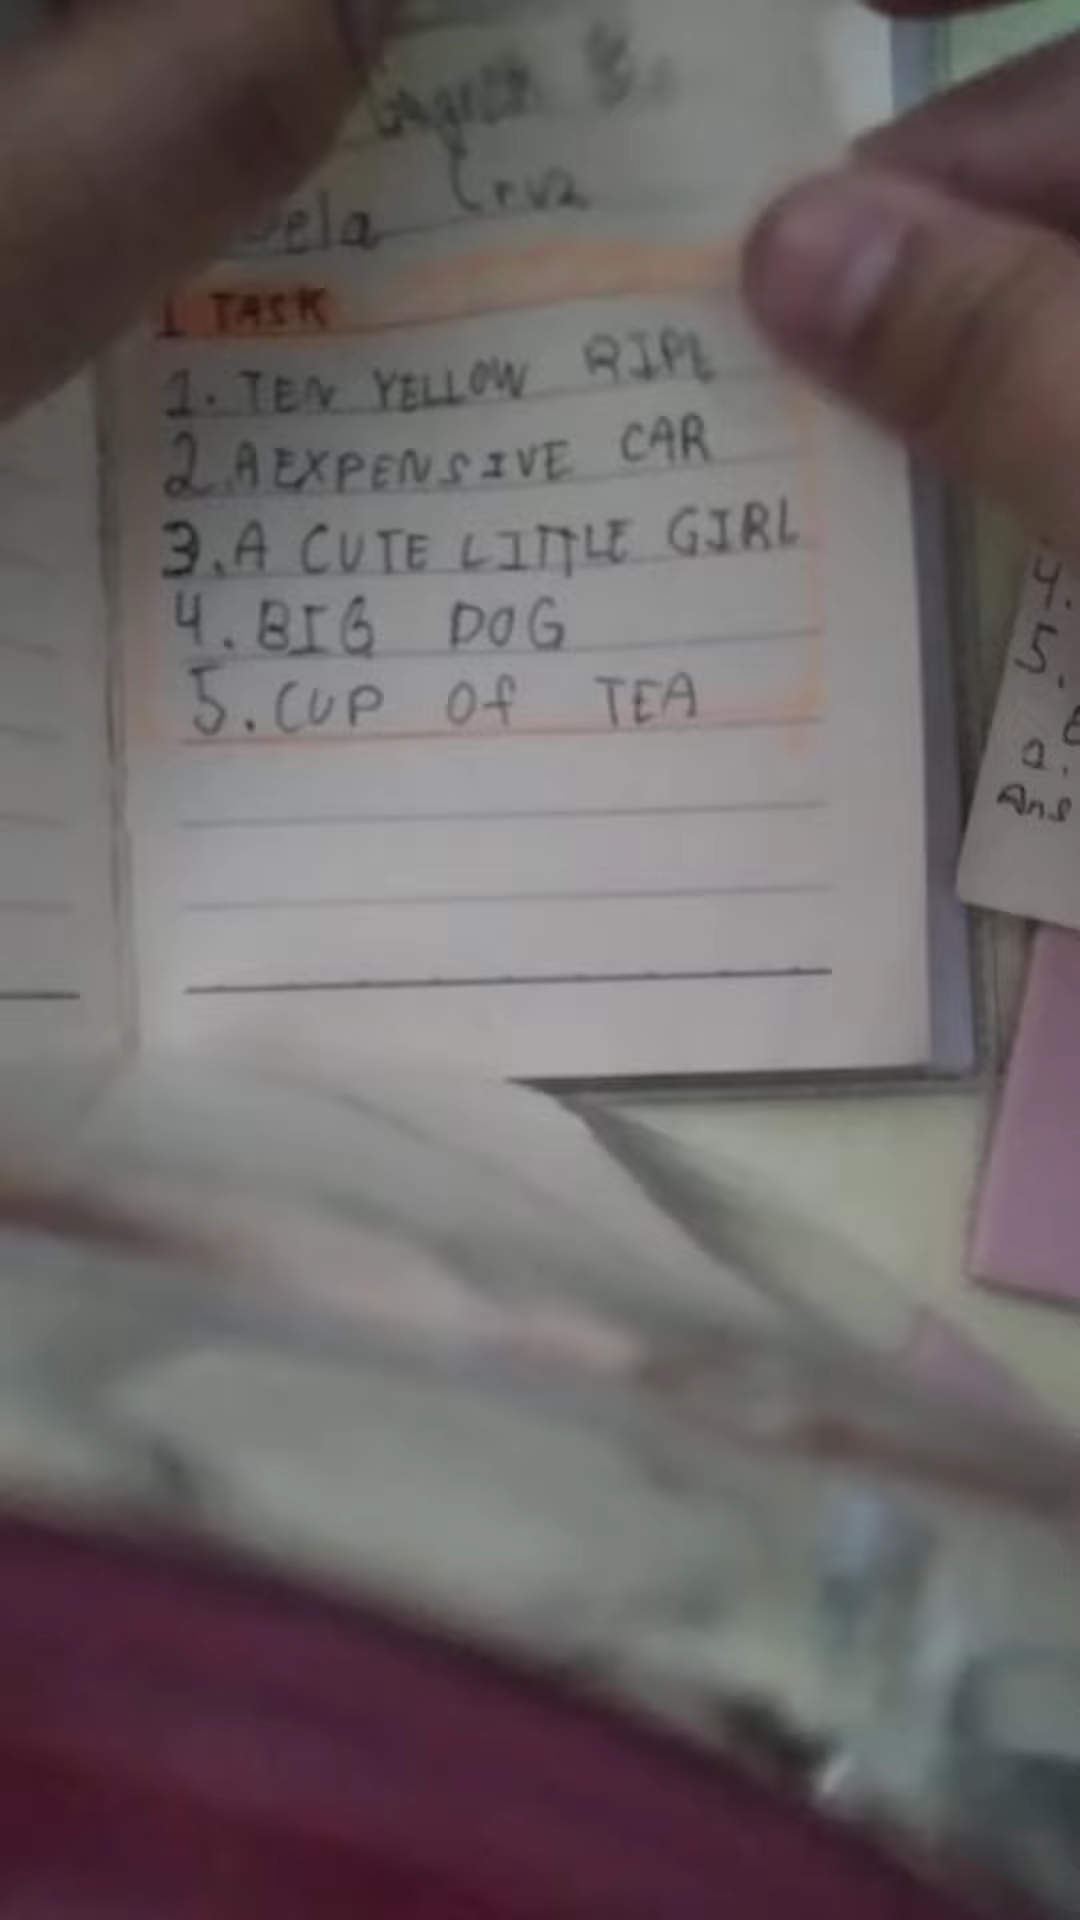 Cruz
ela
1 TASK
1. TEN YELLOW RIPE
2. A EXPENSIVE CAR
3. A CUTE LITTLE GIRL
4. BIG DOG
5. CUP Of TEA
4.
5.
a.
Ans